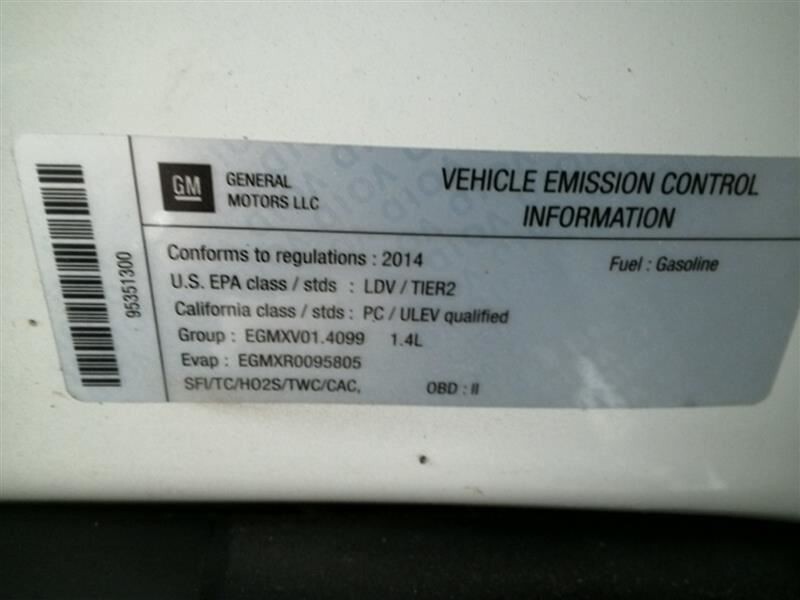 GM
GENERAL
MOTORS LLC
VEHICLE EMISSION CONTROL
INFORMATION
95351300
Conforms to regulations : 2014
Fuel : Gasoline
U.S. EPA class / stds : LDV / TIER2
California class / stds : PC / ULEV qualified
Group : EGMXV01.4099 1.4L
Evap : EGMXR0095805
SFI/TC/HO2S/TWC/CAC, OBD : II